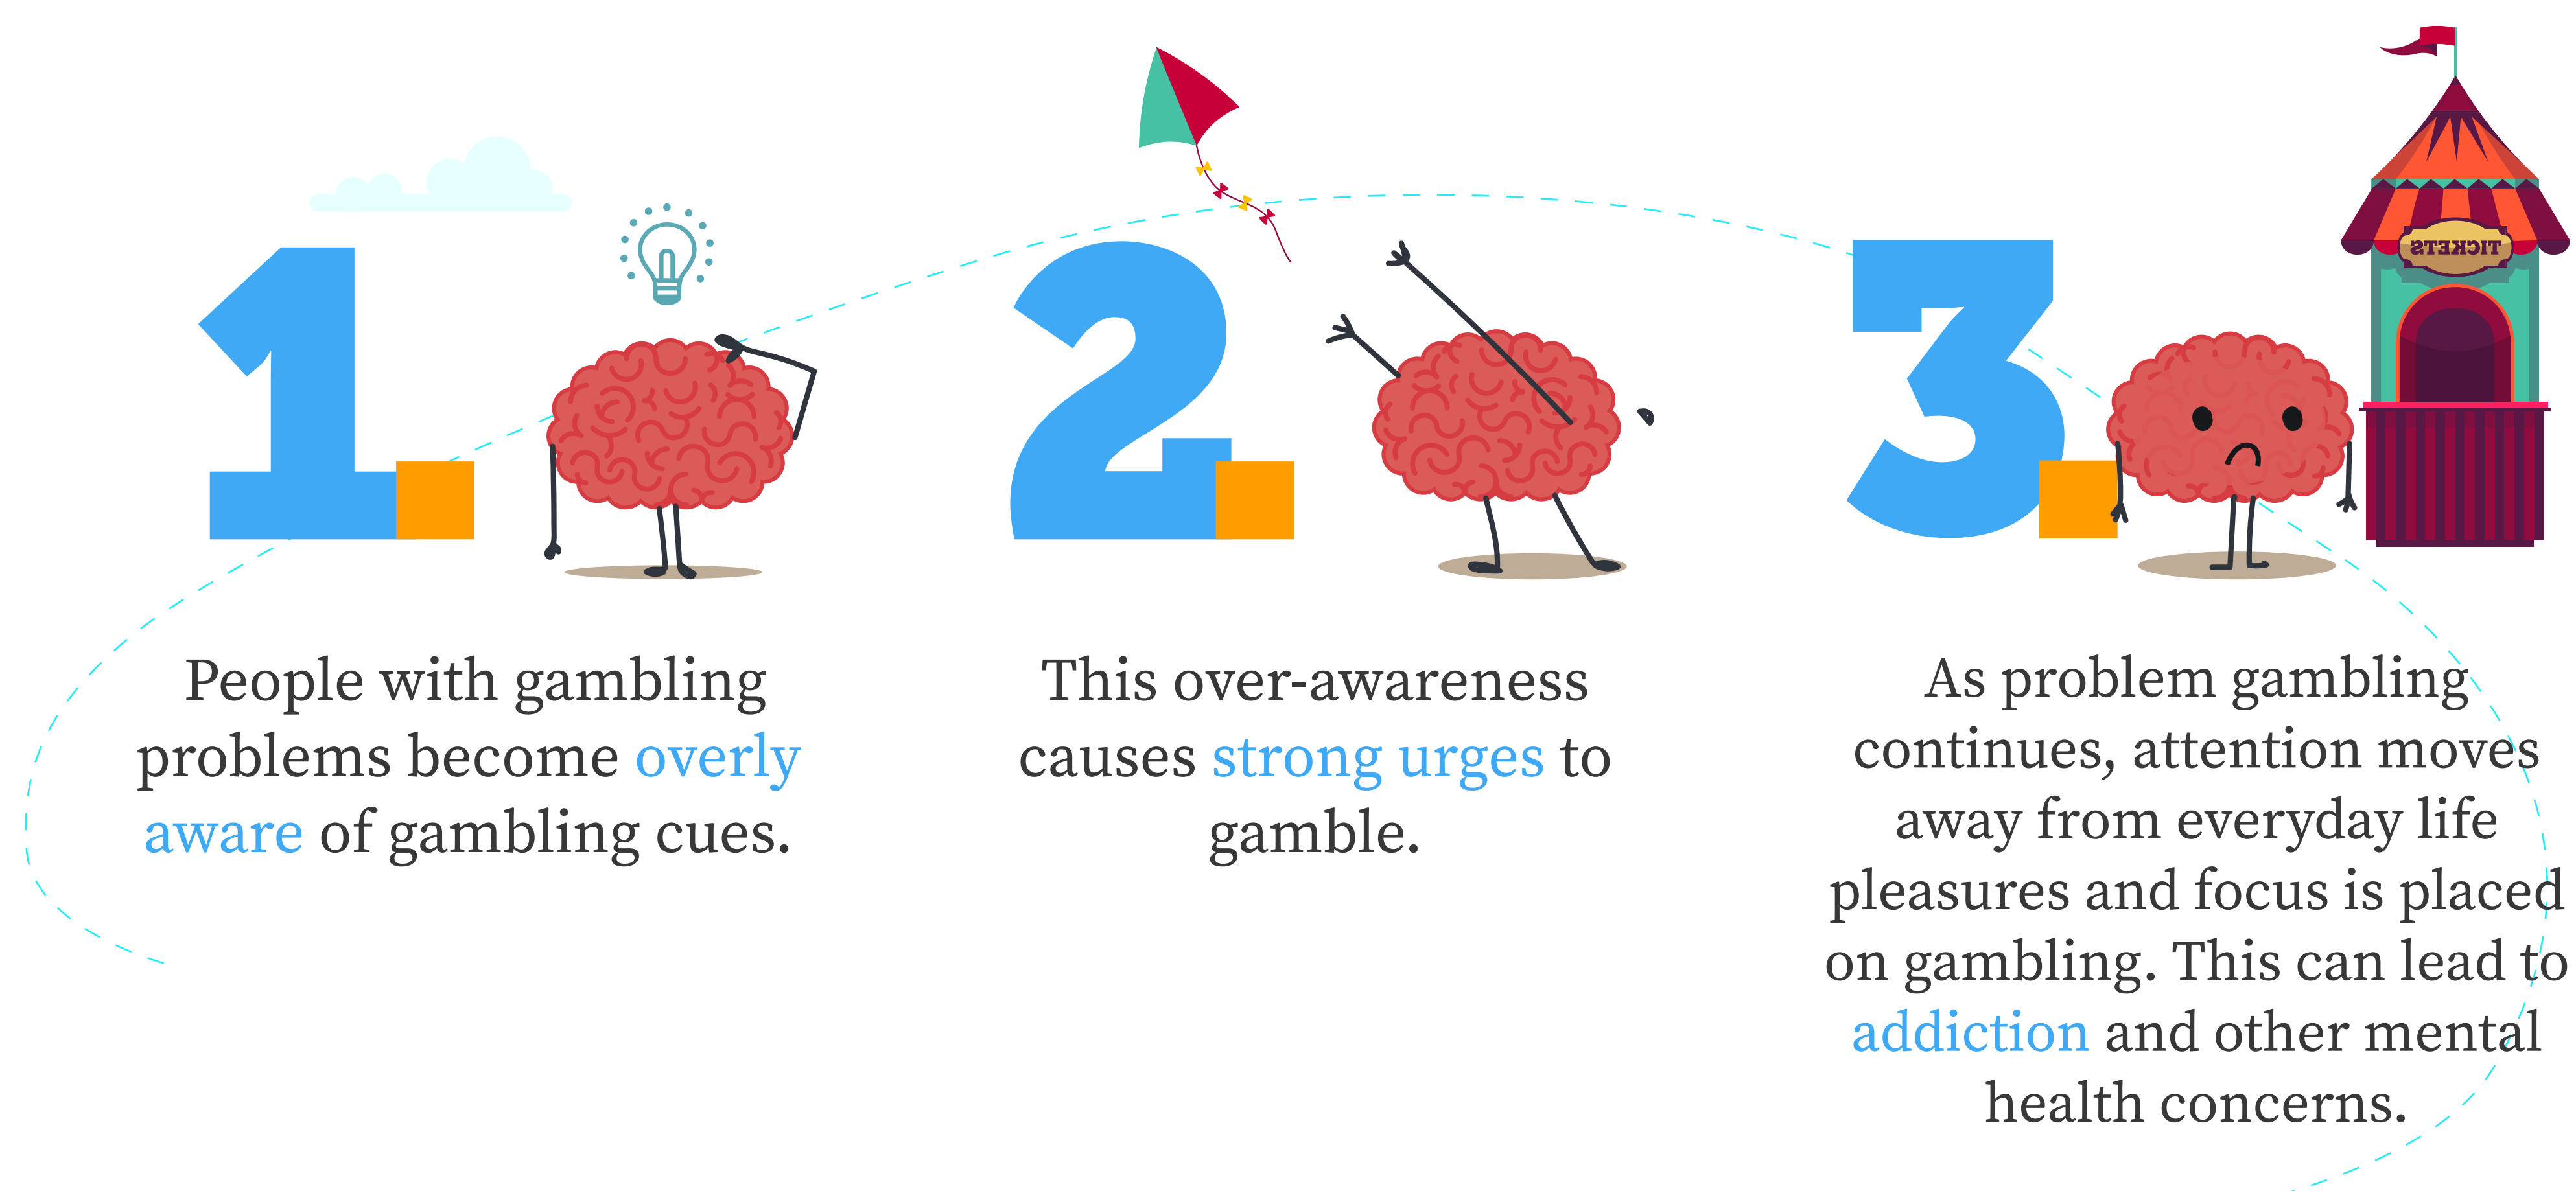 1.
People with gambling
problems become overly
aware of gambling cues.
2.
This over-awareness
causes strong urges to
gamble.
3.
TICKETS
As problem gambling
continues, attention moves
away from everyday life
pleasures and focus is placed
on gambling. This can lead to
addiction and other mental
health concerns.